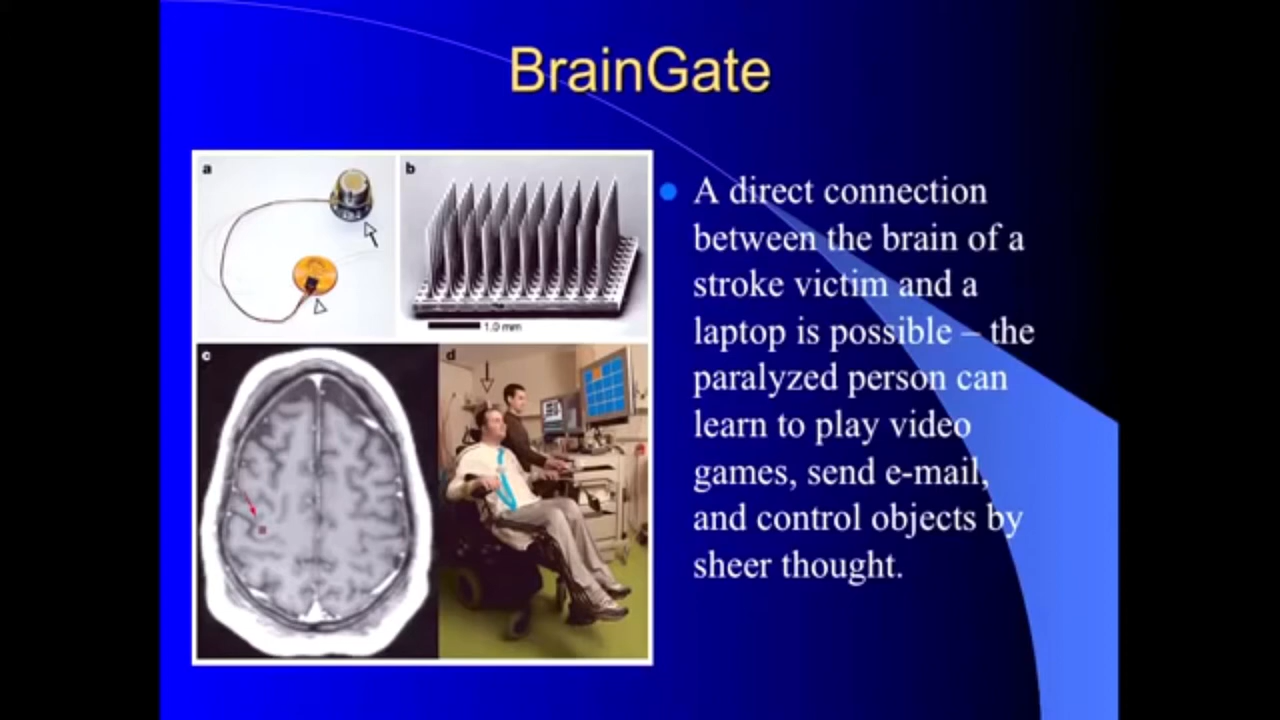 BrainGate
a
b
1.0 mm
c
d
A direct connection
between the brain of a
stroke victim and a
laptop is possible – the
paralyzed person can
learn to play video
games, send e-mail,
and control objects by
sheer thought.